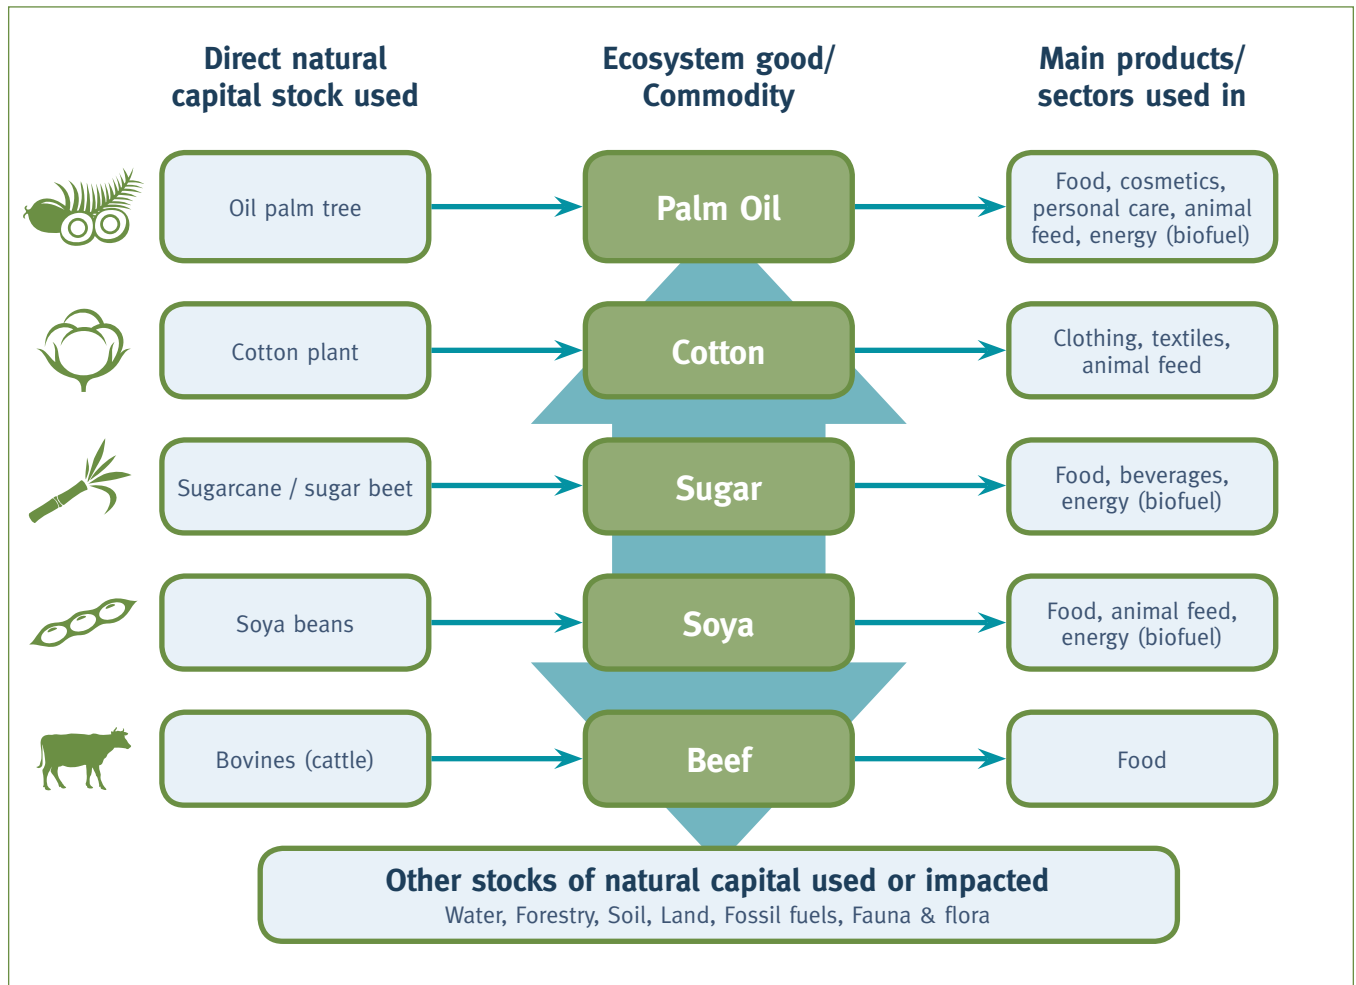 Direct natural
capital stock used
Ecosystem good/
Commodity
Main products/
sectors used in
Oil palm tree
Palm Oil
Food, cosmetics,
personal care, animal
feed, energy (biofuel)
Cotton plant
Cotton
Clothing, textiles,
animal feed
Sugarcane / sugar beet
Sugar
Food, beverages,
energy (biofuel)
Soya beans
Soya
Food, animal feed,
energy (biofuel)
Bovines (cattle)
Beef
Food
Other stocks of natural capital used or impacted
Water, Forestry, Soil, Land, Fossil fuels, Fauna & flora